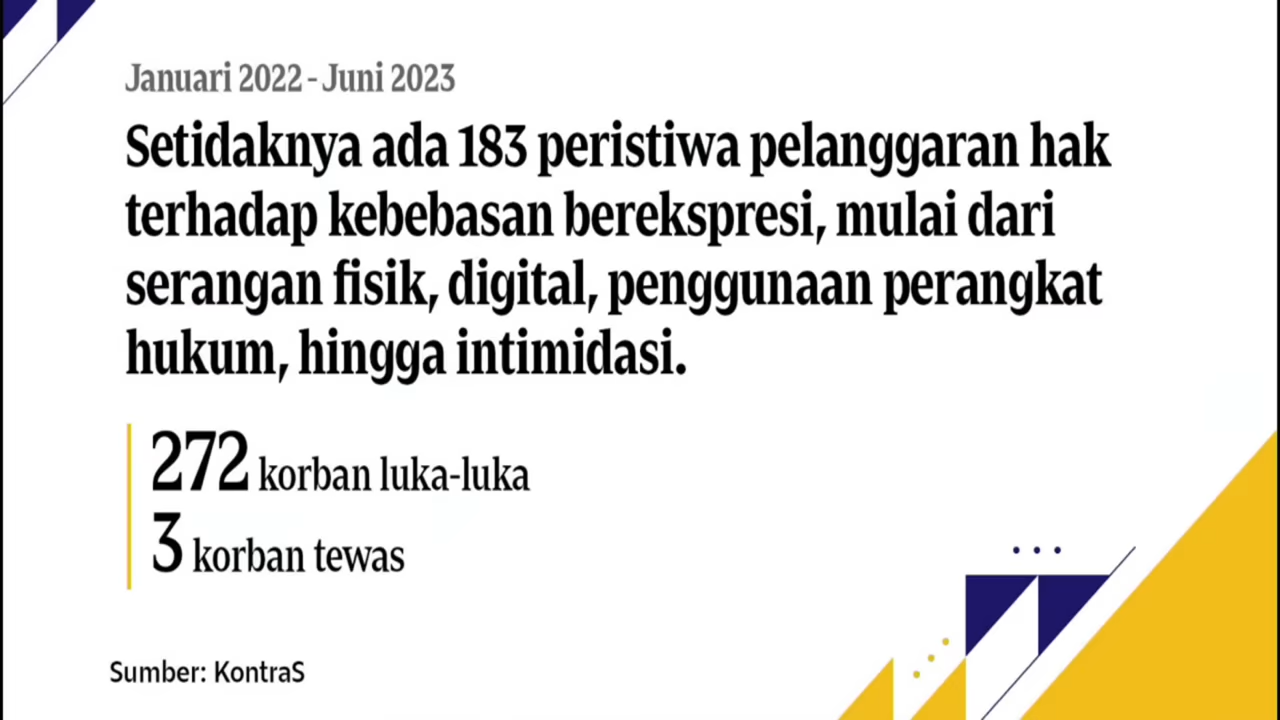 Januari 2022 - Juni 2023
Setidaknya ada 183 peristiwa pelanggaran hak
terhadap kebebasan berekspresi, mulai dari
serangan fisik, digital, penggunaan perangkat
hukum, hingga intimidasi.
272 korban luka-luka
3 korban tewas
Sumber: KontraS